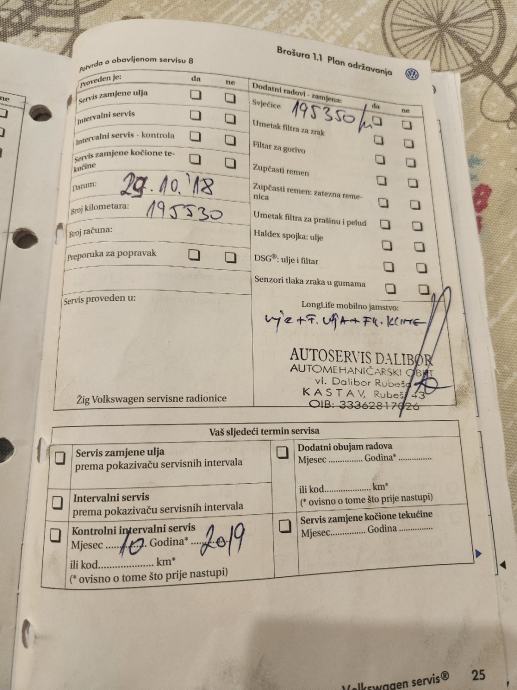 Brošura 1.1 Plan održavanja
Potvrda o obavljenom servisu 8
Proveden je: da ne
Servis zamjene ulja
Intervalni servis
Intervalni servis - kontrola
Servis zamjene kočione te-
kućine
Datum: 29.10.'18
Broj kilometara: 195530
Broj računa:
Preporuka za popravak
Servis proveden u:
Žig Volkswagen servisne radionice
Dodatni radovi - zamjena: da ne
Svjećice 195350
Umetak filtra za zrak
Filtar za gorivo
Zupčasti remen
Zupčasti remen: zatezna reme-
nica
Umetak filtra za prašinu i pelud
Haldex spojka: ulje
DSG®: ulje i filtar
Senzori tlaka zraka u gumama
LongLife mobilno jamstvo:
AUTOSERVIS DALIBOR
AUTOMEHANIČARSKI OBRT
vl. Dalibor Rubeša
KASTAV, Rubeši 43
OIB: 33362817026
Vaš sljedeći termin servisa
Servis zamjene ulja
prema pokazivaču servisnih intervala
Intervalni servis
prema pokazivaču servisnih intervala
Kontrolni intervalni servis
Mjesec ...10... Godina* ...2019
ili kod.................... km*
(* ovisno o tome što prije nastupi)
Dodatni obujam radova
Mjesec ............ Godina* ............
ili kod.................... km*
(* ovisno o tome što prije nastupi)
Servis zamjene kočione tekućine
Mjesec............ Godina ............
Volkswagen servis® 25